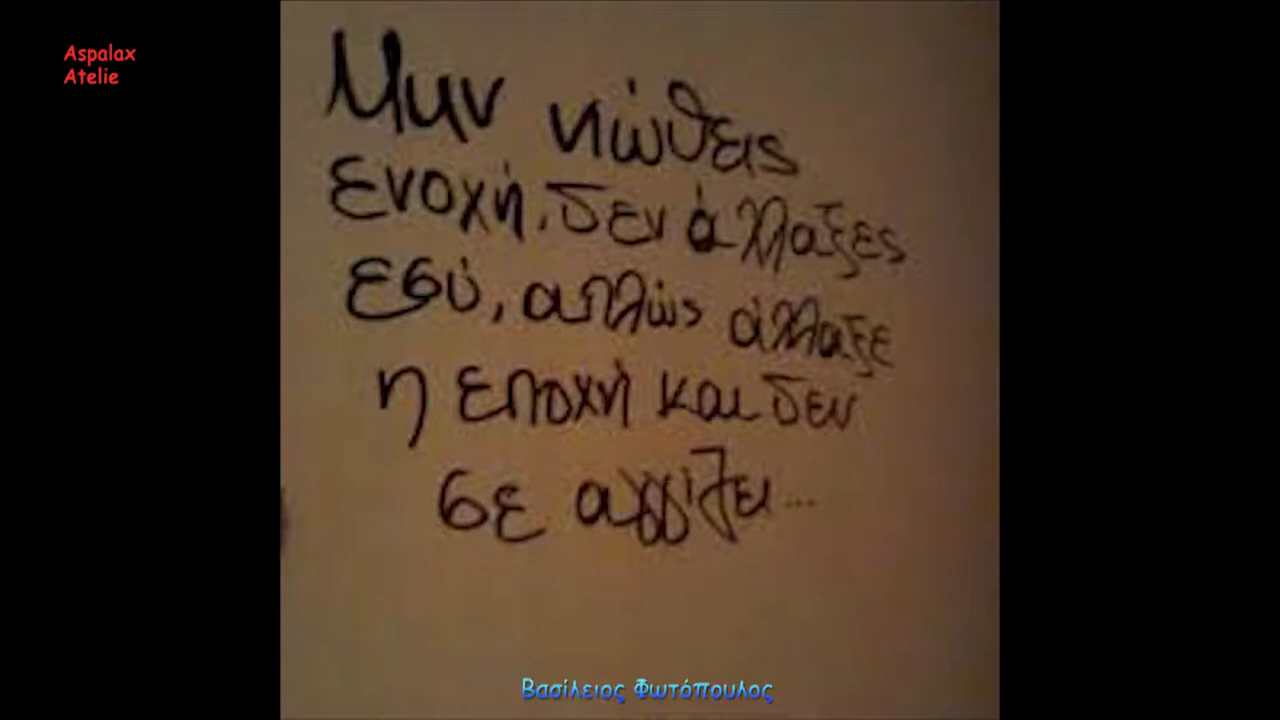 Aspalax
Atelie
Μην νιώθεις
ενοχή. δεν άλλαξες
εσύ, απλώς άλλαξε
η εποχή και δεν
σε αγγίζει...
Βασίλειος Φωτόπουλος